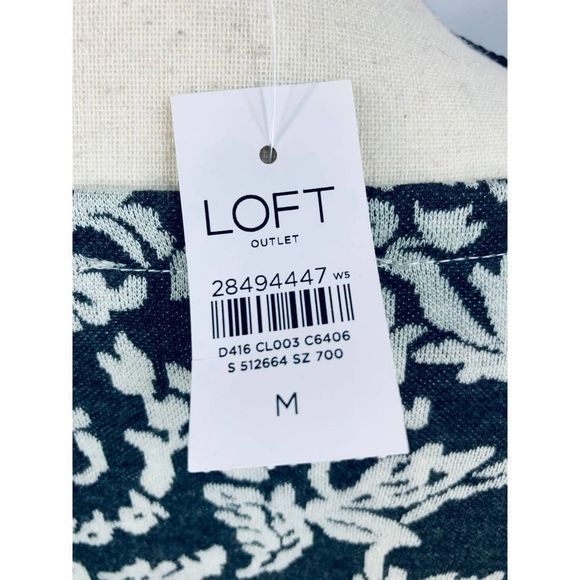 LOFT
OUTLET
28494447 W5
D416 CL003 C6406
S 512664 SZ 700
M